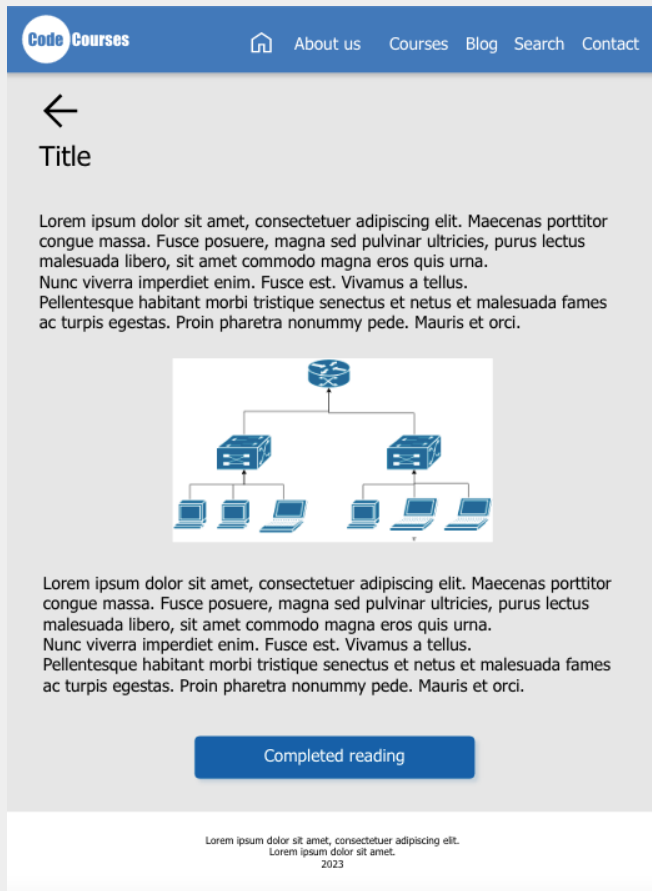 Code Courses
About us Courses Blog Search Contact
Title
Lorem ipsum dolor sit amet, consectetuer adipiscing elit. Maecenas porttitor
congue massa. Fusce posuere, magna sed pulvinar ultricies, purus lectus
malesuada libero, sit amet commodo magna eros quis urna.
Nunc viverra imperdiet enim. Fusce est. Vivamus a tellus.
Pellentesque habitant morbi tristique senectus et netus et malesuada fames
ac turpis egestas. Proin pharetra nonummy pede. Mauris et orci.
Lorem ipsum dolor sit amet, consectetuer adipiscing elit. Maecenas porttitor
congue massa. Fusce posuere, magna sed pulvinar ultricies, purus lectus
malesuada libero, sit amet commodo magna eros quis urna.
Nunc viverra imperdiet enim. Fusce est. Vivamus a tellus.
Pellentesque habitant morbi tristique senectus et netus et malesuada fames
ac turpis egestas. Proin pharetra nonummy pede. Mauris et orci.
Completed reading
Lorem ipsum dolor sit amet, consectetuer adipiscing elit.
Lorem ipsum dolor sit amet.
2023